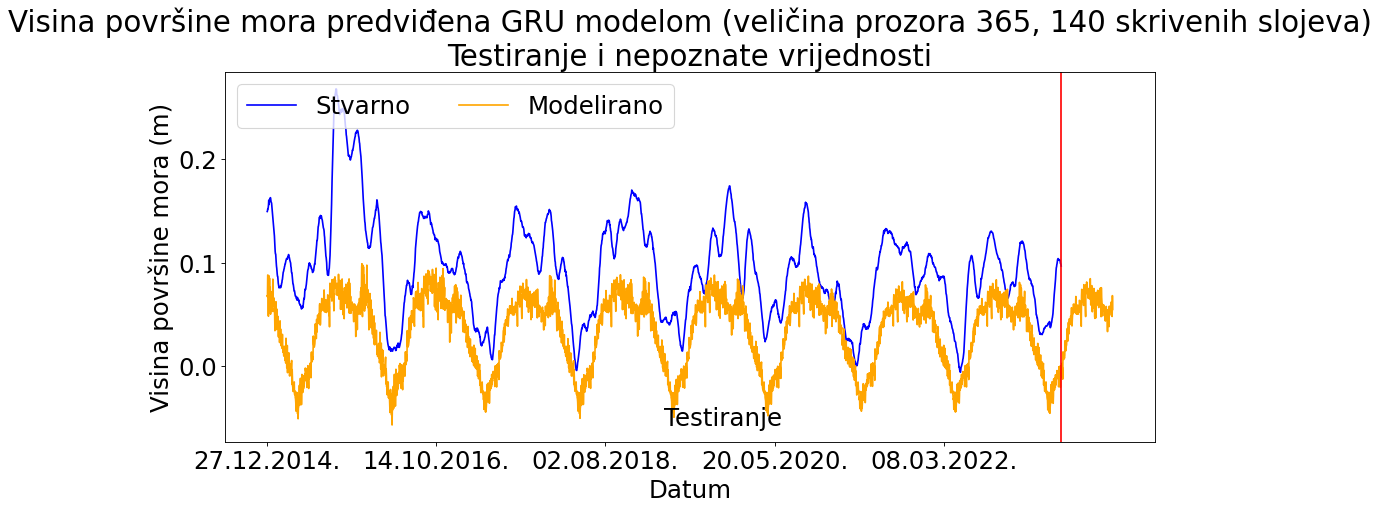 Visina površine mora predviđena GRU modelom (veličina prozora 365, 140 skrivenih slojeva)
Testiranje i nepoznate vrijednosti
Stvarno
Modelirano
Visina površine mora (m)
0.2
0.1
0.0
Testiranje
27.12.2014.
14.10.2016.
02.08.2018.
20.05.2020.
08.03.2022.
Datum